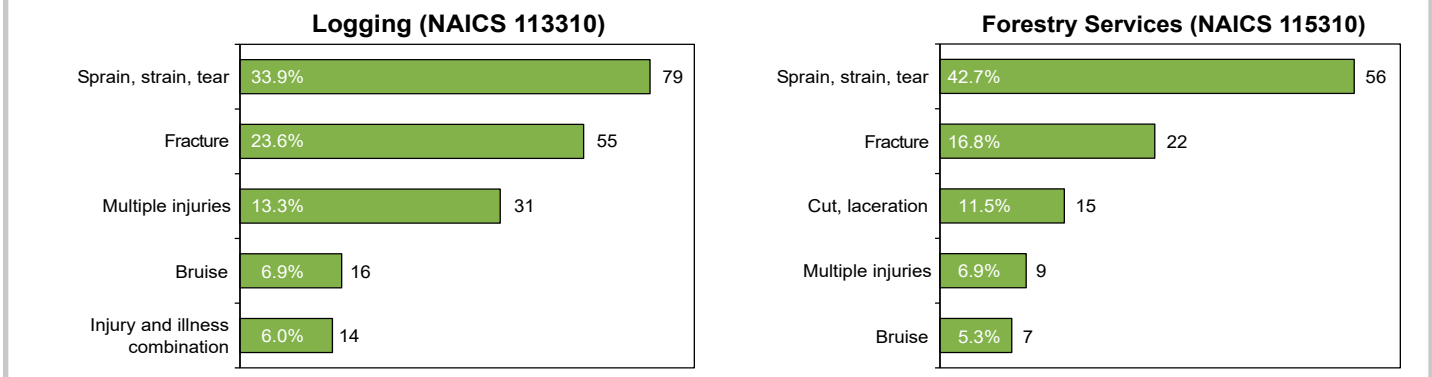 Logging (NAICS 113310)
Sprain, strain, tear 33.9% 79
Fracture 23.6% 55
Multiple injuries 13.3% 31
Bruise 6.9% 16
Injury and illness
combination 6.0% 14
Forestry Services (NAICS 115310)
Sprain, strain, tear 42.7% 56
Fracture 16.8% 22
Cut, laceration 11.5% 15
Multiple injuries 6.9% 9
Bruise 5.3% 7